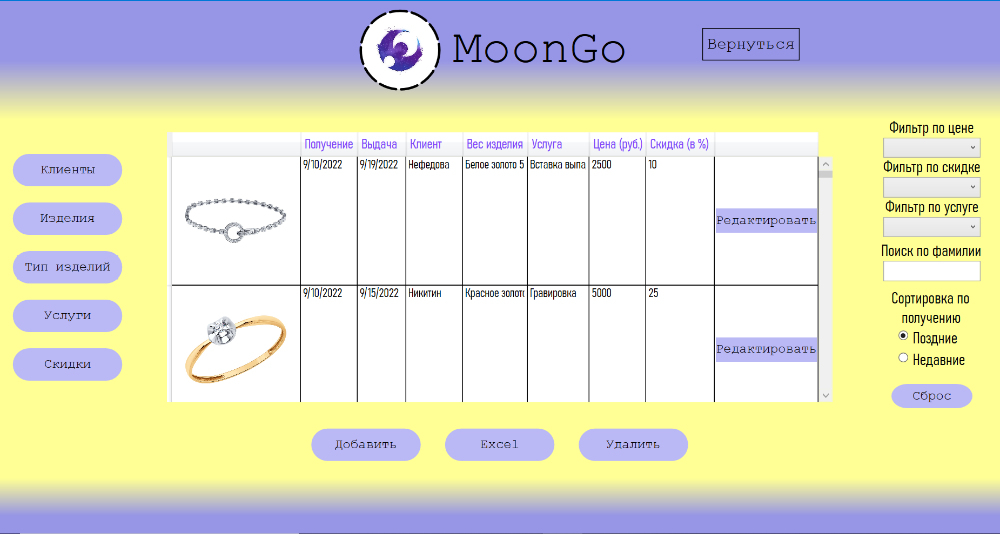 MoonGo
Вернуться
Клиенты
Изделия
Тип изделий
Услуги
Скидки
Получение Выдача Клиент Вес изделия Услуга Цена (руб.) Скидка (в %)
9/10/2022 9/19/2022 Нефедова Белое золото 5 Вставка выпа 2500 10
Редактировать
9/10/2022 9/15/2022 Никитин Красное золото Гравировка 5000 25
Редактировать
Фильтр по цене
Фильтр по скидке
Фильтр по услуге
Поиск по фамилии
Сортировка по
получению
Поздние
Недавние
Сброс
Добавить Excel Удалить